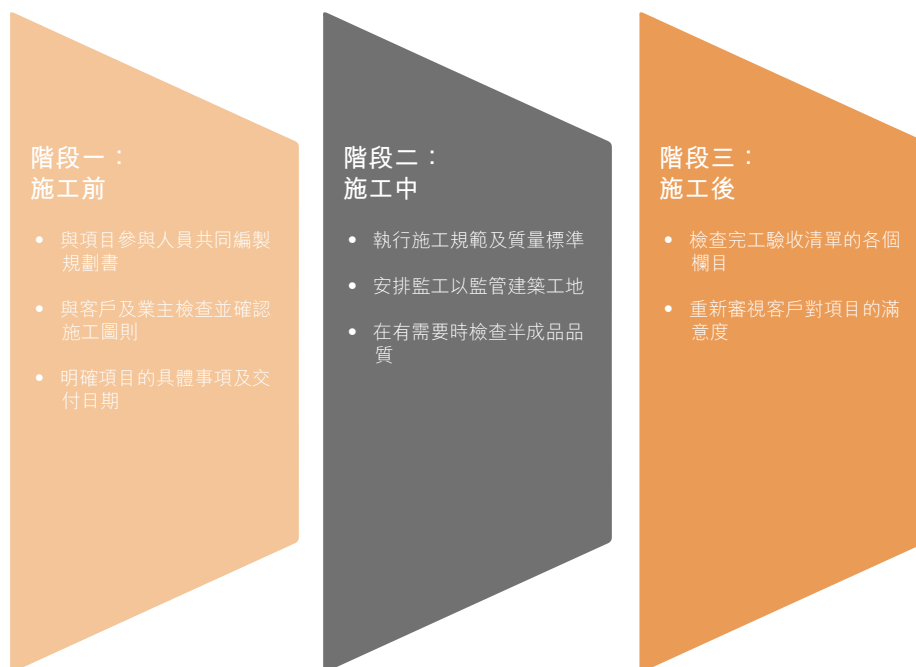 階段一：
施工前
• 與項目參與人員共同編製
規劃書
• 與客戶及業主檢查並確認
施工圖則
• 明確項目的具體事項及交
付日期
階段二：
施工中
• 執行施工規範及質量標準
• 安排監工以監管建築工地
• 在有需要時檢查半成品品
質
階段三：
施工後
• 檢查完工驗收清單的各個
欄目
• 重新審視客戶對項目的滿
意度